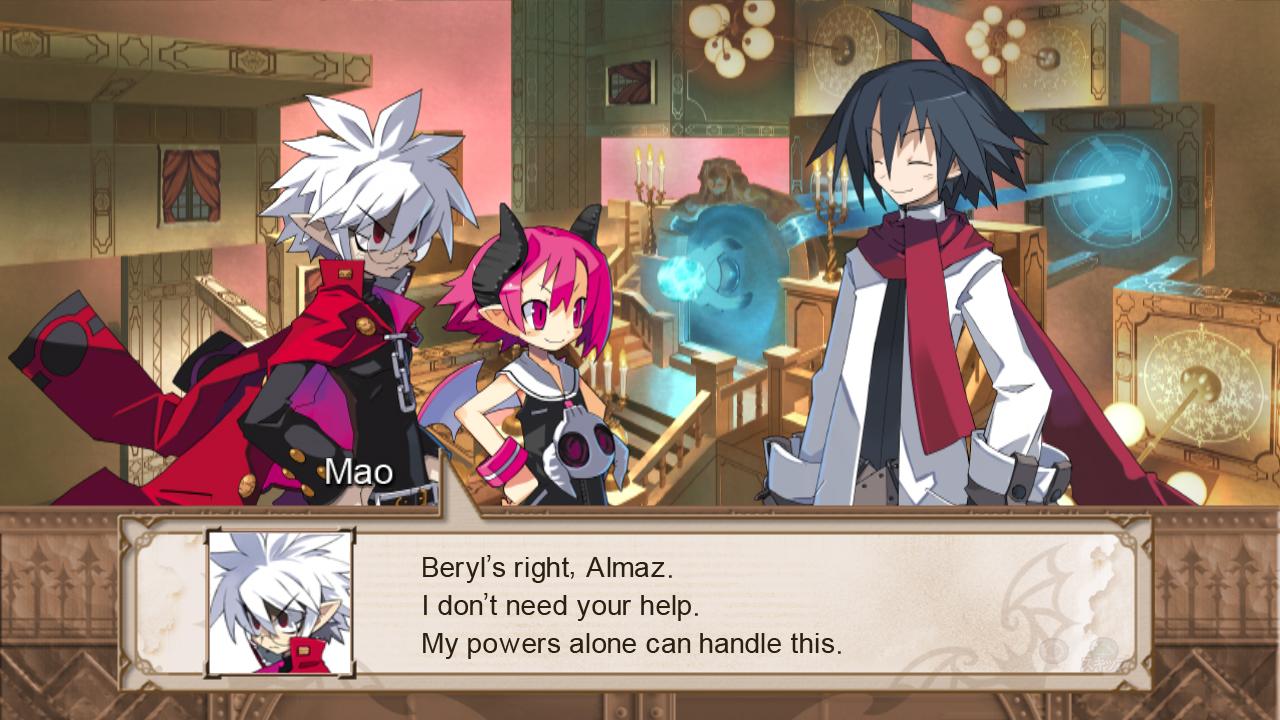 Mao
Beryl's right, Almaz.
I don't need your help.
My powers alone can handle this.